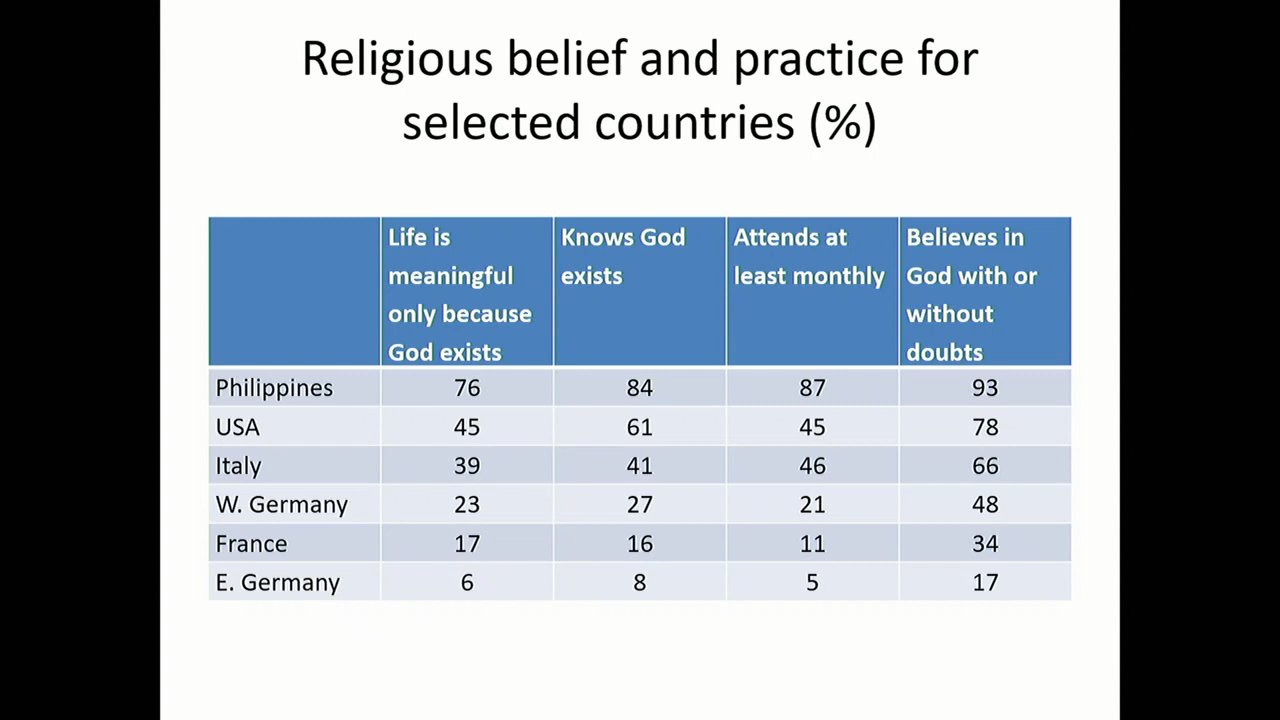 Religious belief and practice for
selected countries (%)
Life is meaningful only because God exists Knows God exists Attends at least monthly Believes in God with or without doubts
Philippines 76 84 87 93
USA 45 61 45 78
Italy 39 41 46 66
W. Germany 23 27 21 48
France 17 16 11 34
E. Germany 6 8 5 17